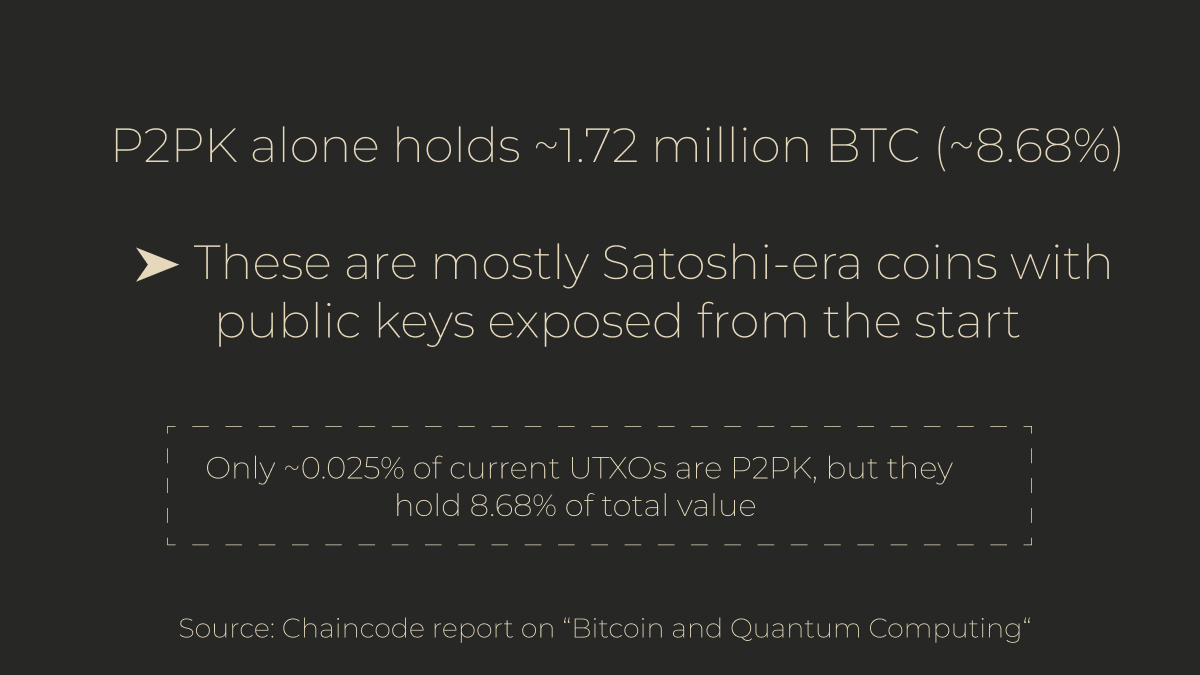 P2PK alone holds ~1.72 million BTC (~8.68%)
➤ These are mostly Satoshi-era coins with
public keys exposed from the start
Only ~0.025% of current UTXOs are P2PK, but they
hold 8.68% of total value
Source: Chaincode report on “Bitcoin and Quantum Computing“